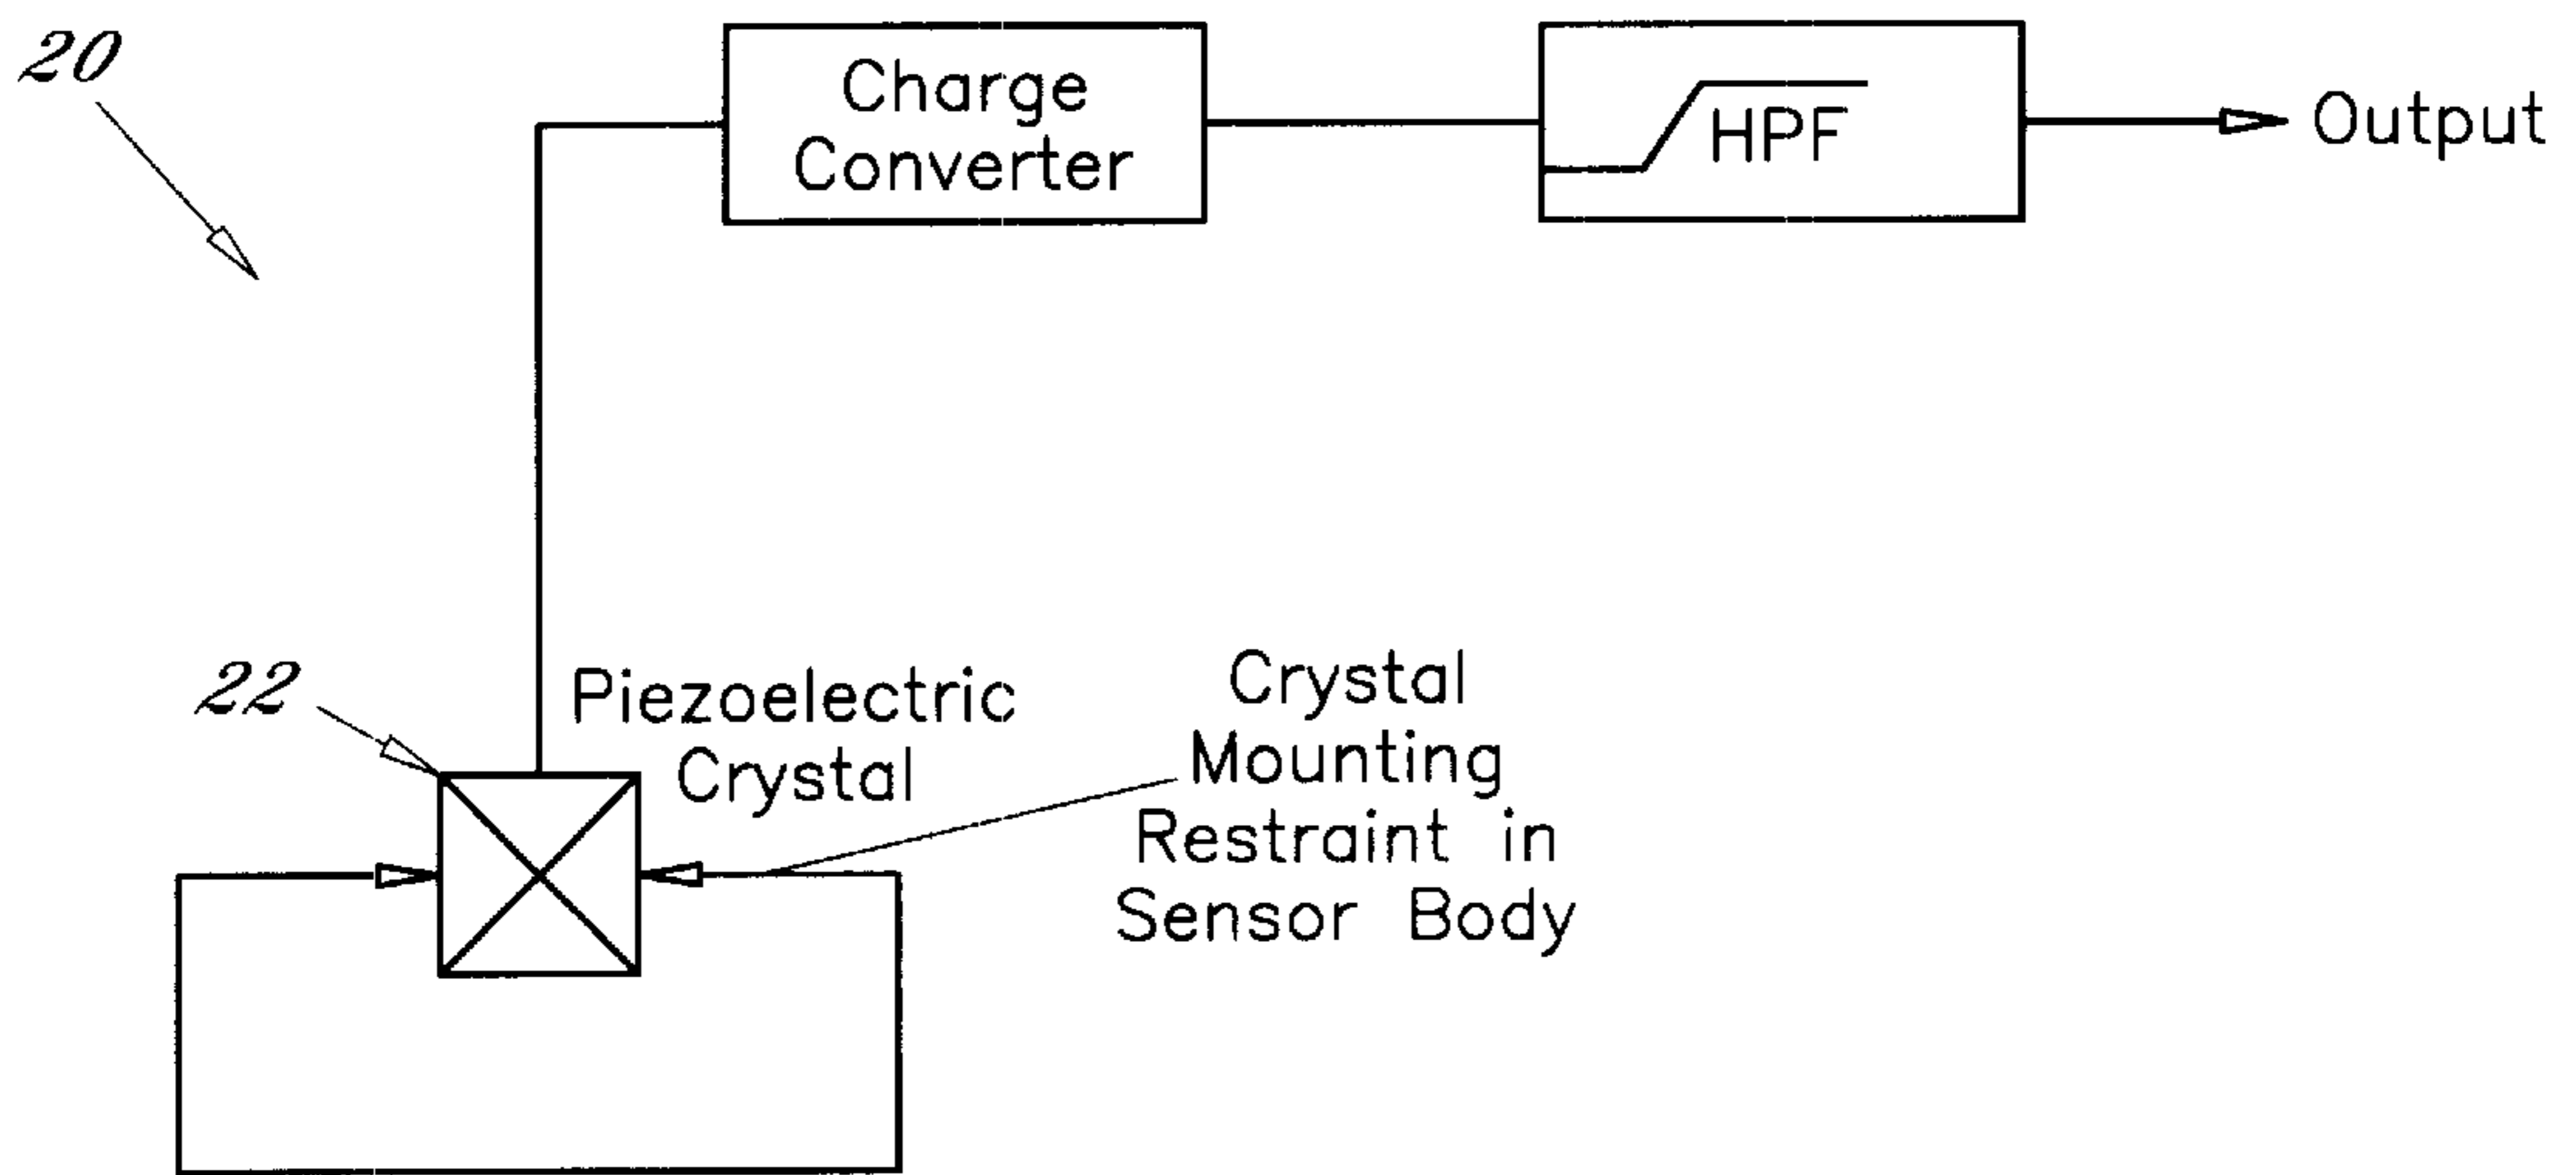 20
Charge
Converter
HPF
Output
22
Piezoelectric
Crystal
Crystal
Mounting
Restraint in
Sensor Body